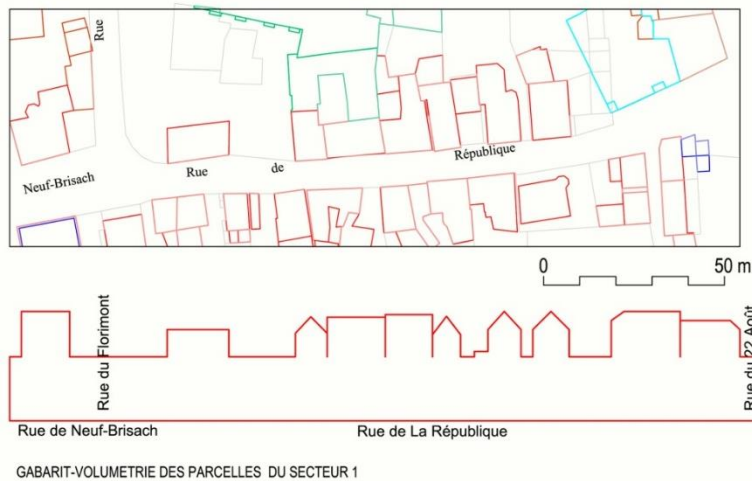 Rue
Neuf-Brisach
Rue
de
République
0
50 m
Rue du Florimont
Rue du 22 Août
Rue de Neuf-Brisach
Rue de La République
GABARIT-VOLUMETRIE DES PARCELLES DU SECTEUR 1